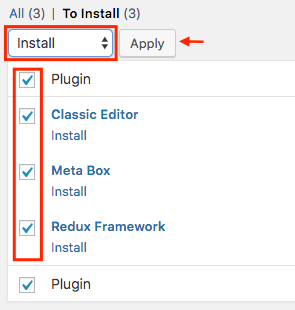 All (3) | To Install (3)
Install Apply
Plugin
Classic Editor
Install
Meta Box
Install
Redux Framework
Install
Plugin